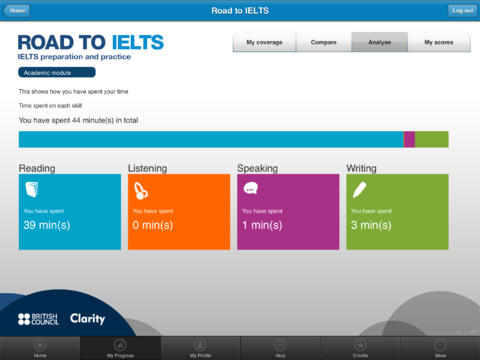 Home
Road to IELTS
Log out
ROAD TO IELTS
IELTS preparation and practice
Academic module
My coverage
Compare
Analyse
My scores
This shows how you have spent your time
Time spent on each skill
You have spent 44 minute(s) in total
Reading
Listening
Speaking
Writing
You have spent
39 min(s)
You have spent
0 min(s)
You have spent
1 min(s)
You have spent
3 min(s)
BRITISH
COUNCIL
Clarity
Home
My Progress
My Profile
Help
Credits
More